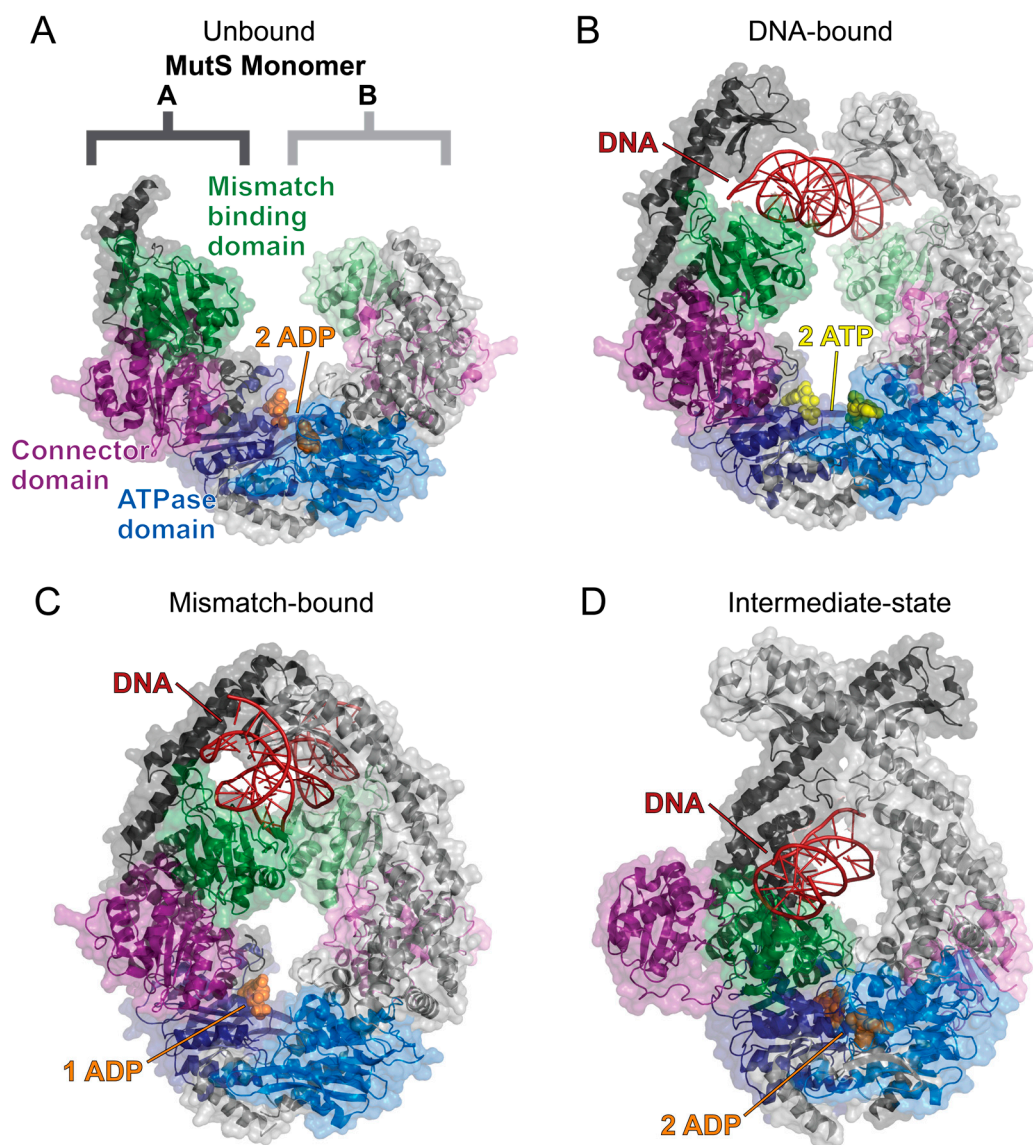 A
Unbound
MutS Monomer
A
B
Mismatch
binding
domain
2 ADP
Connector
domain
ATPase
domain
B
DNA-bound
DNA
2 ATP
C
Mismatch-bound
DNA
1 ADP
D
Intermediate-state
DNA
2 ADP